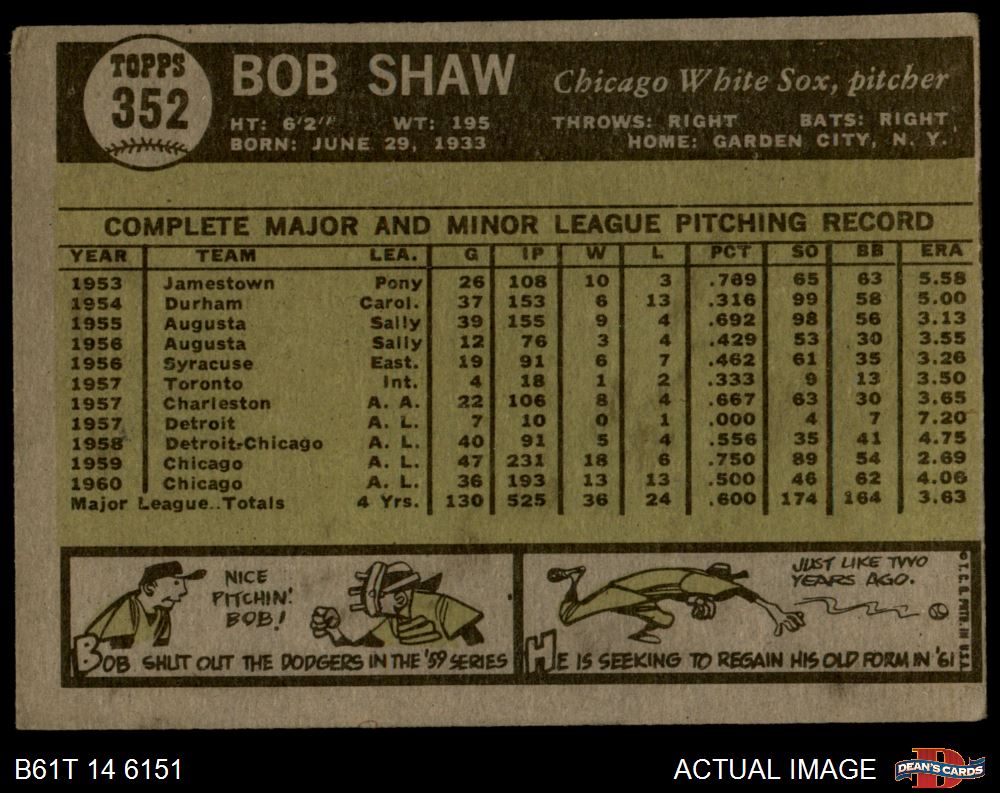 TOPPS
352
BOB SHAW
Chicago White Sox, pitcher
HT: 6'2" WT: 195 THROWS: RIGHT BATS: RIGHT
BORN: JUNE 29, 1933 HOME: GARDEN CITY, N. Y.
COMPLETE MAJOR AND MINOR LEAGUE PITCHING RECORD
YEAR TEAM LEA. G IP W L PCT SO BB ERA
1953 Jamestown Pony 26 108 10 3 .769 65 63 5.58
1954 Durham Carol. 37 153 6 13 .316 99 58 5.00
1955 Augusta Sally 39 155 9 4 .692 98 56 3.13
1956 Augusta Sally 12 76 3 4 .429 53 30 3.55
1956 Syracuse East. 19 91 6 7 .462 61 35 3.26
1957 Toronto Int. 4 18 1 2 .333 9 13 3.50
1957 Charleston A. A. 22 106 8 4 .667 63 30 3.65
1957 Detroit A. L. 7 10 0 1 .000 4 7 7.20
1958 Detroit-Chicago A. L. 40 91 5 4 .556 35 41 4.75
1959 Chicago A. L. 47 231 18 6 .750 89 54 2.69
1960 Chicago A. L. 36 193 13 13 .500 46 62 4.06
Major League..Totals 4 Yrs. 130 525 36 24 .600 174 164 3.63
NICE
PITCHIN'
BOB!
BOB SHUT OUT THE DODGERS IN THE '59 SERIES
JUST LIKE TWO
YEARS AGO.
HE IS SEEKING TO REGAIN HIS OLD FORM IN '61
© T. C. G. PRTD. IN U.S.A.
B61T 14 6151
ACTUAL IMAGE
DEAN'S CARDS